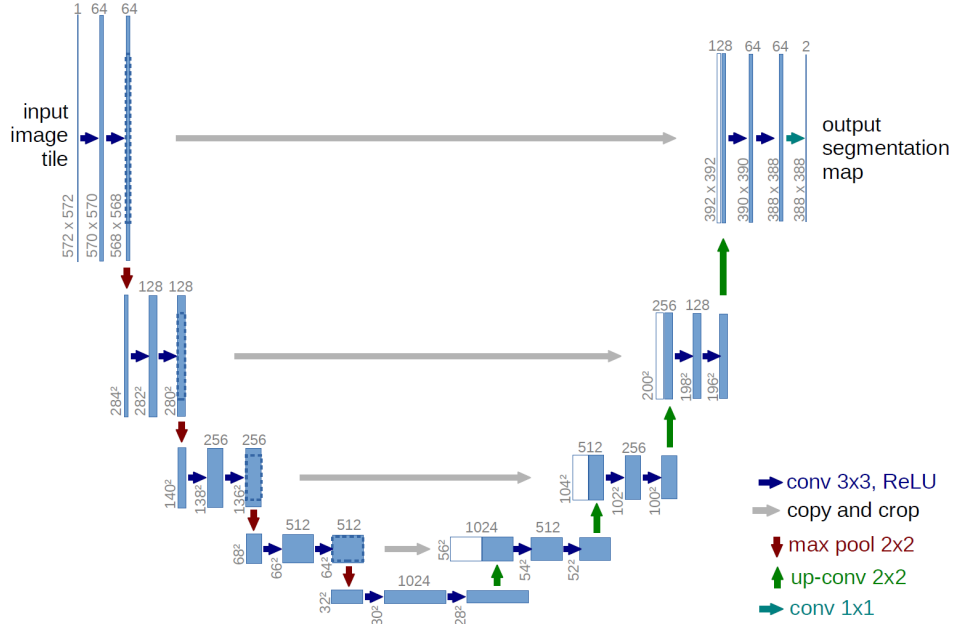 1 64 64
128 64 64 2
input
image
tile
output
segmentation
map
572 x 572
570 x 570
568 x 568
392 x 392
390 x 390
388 x 388
388 x 388
128 128
256 128
284²
282²
280²
200²
198²
196²
256 256
512 256
140²
138²
136²
104²
102²
100²
512 512
1024 512
68²
66²
64²
56²
54²
52²
1024
32²
30²
28²
conv 3x3, ReLU
copy and crop
max pool 2x2
up-conv 2x2
conv 1x1